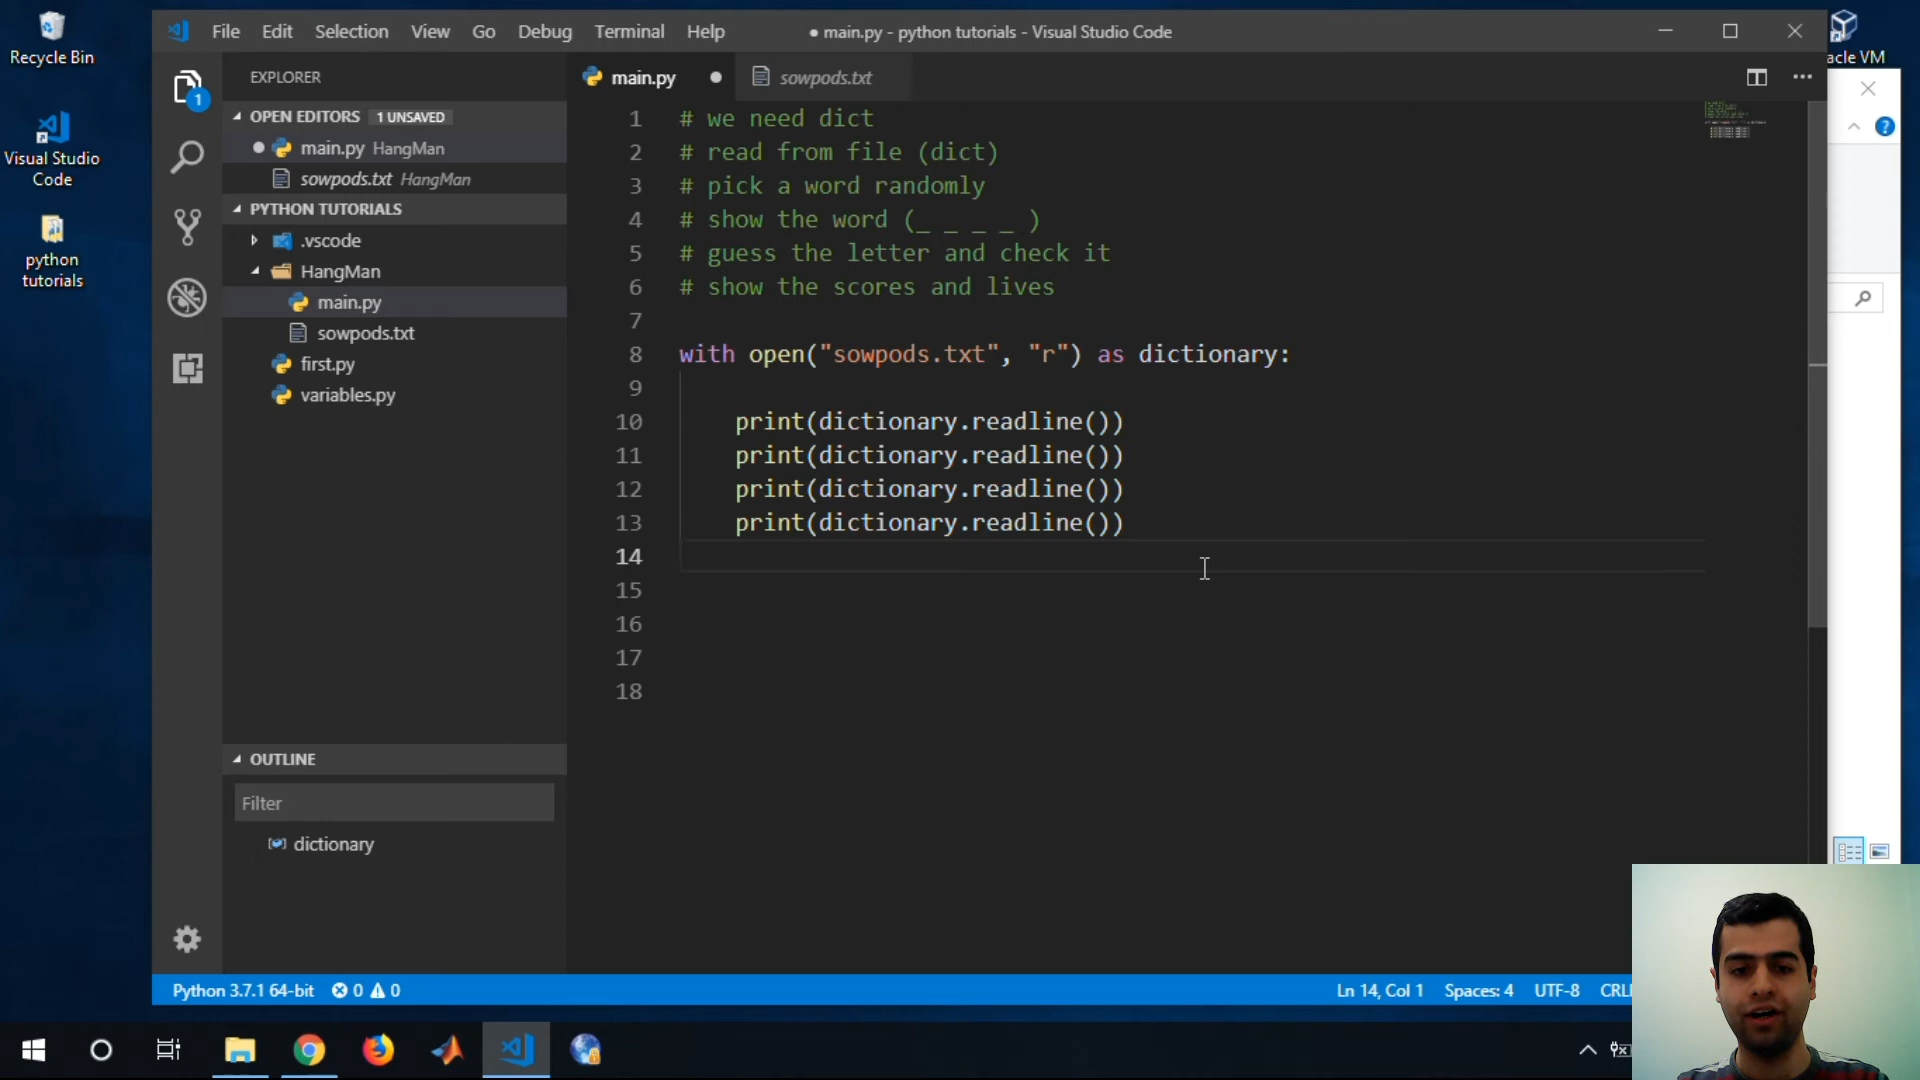 Recycle Bin
Visual Studio
Code
python
tutorials
File Edit Selection View Go Debug Terminal Help
● main.py - python tutorials - Visual Studio Code
acle VM
EXPLORER
1
OPEN EDITORS 1 UNSAVED
main.py HangMan
sowpods.txt HangMan
PYTHON TUTORIALS
.vscode
HangMan
main.py
sowpods.txt
first.py
variables.py
OUTLINE
Filter
dictionary
main.py
sowpods.txt
1 # we need dict
2 # read from file (dict)
3 # pick a word randomly
4 # show the word (_ _ _ _ )
5 # guess the letter and check it
6 # show the scores and lives
7
8 with open("sowpods.txt", "r") as dictionary:
9
10 print(dictionary.readline())
11 print(dictionary.readline())
12 print(dictionary.readline())
13 print(dictionary.readline())
14
15
16
17
18
Python 3.7.1 64-bit 0 0
Ln 14, Col 1 Spaces: 4 UTF-8 CRL